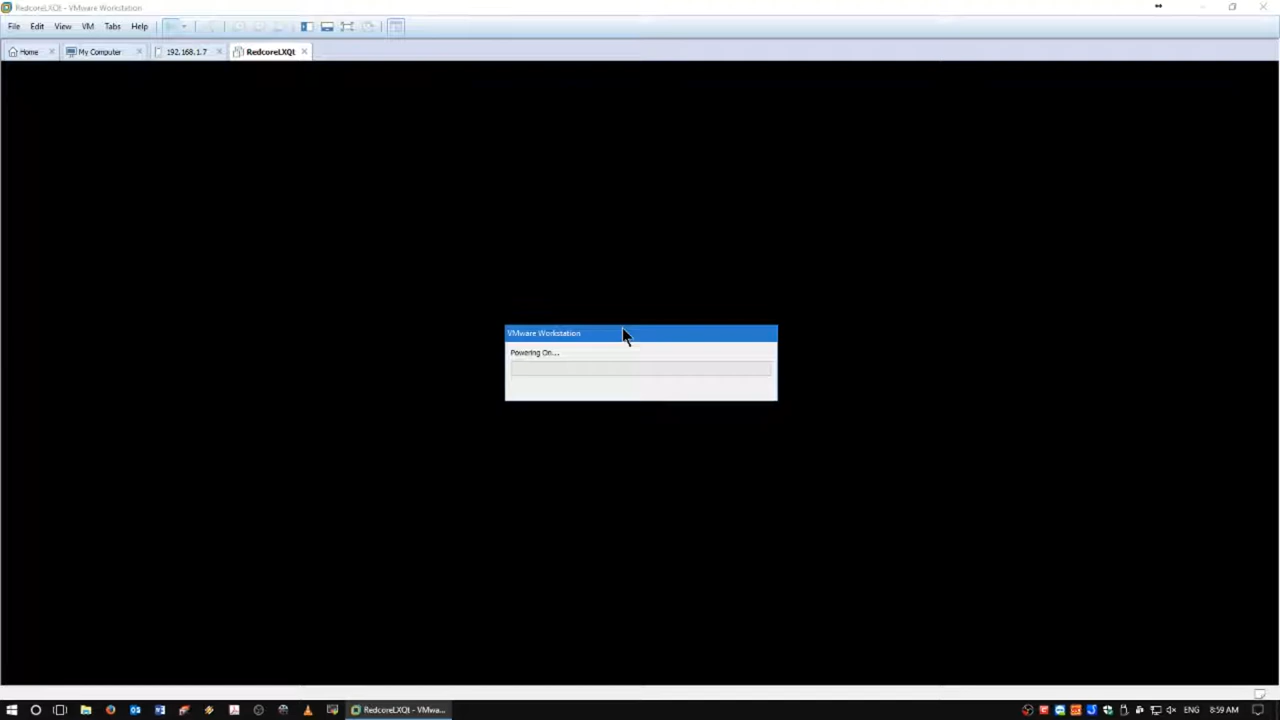 RedcoreLXQt - VMware Workstation
File Edit View VM Tabs Help
Home My Computer 192.168.1.7 RedcoreLXQt
VMware Workstation
Powering On...
RedcoreLXQt - VMwa...
ENG 8:59 AM